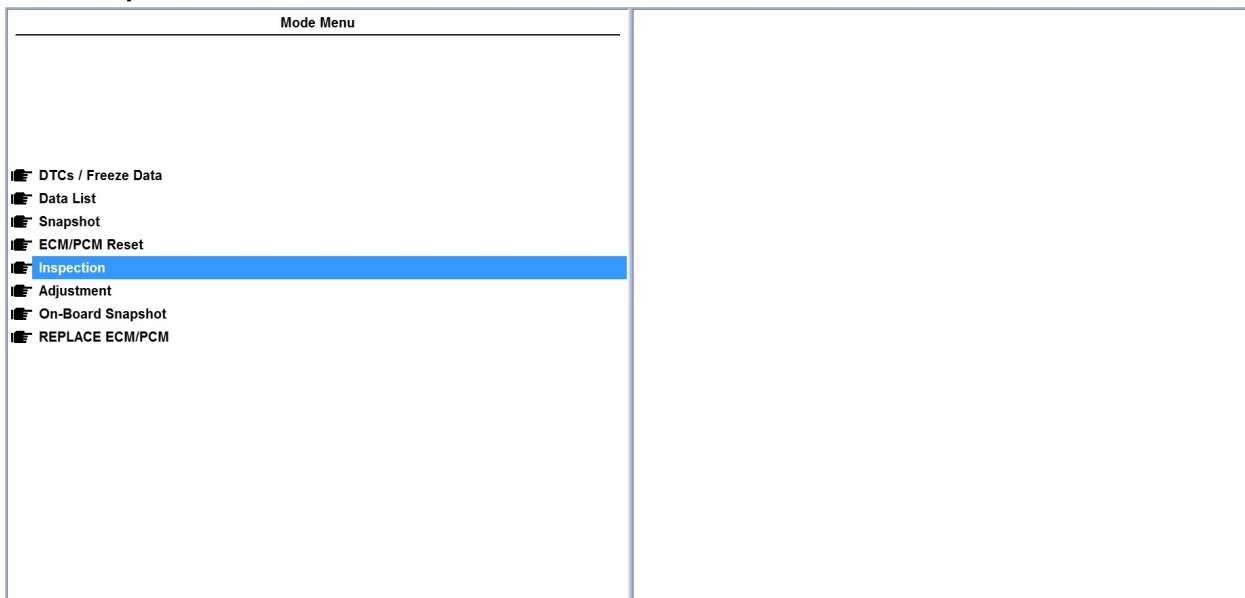 Mode Menu
DTCs / Freeze Data
Data List
Snapshot
ECM/PCM Reset
Inspection
Adjustment
On-Board Snapshot
REPLACE ECM/PCM